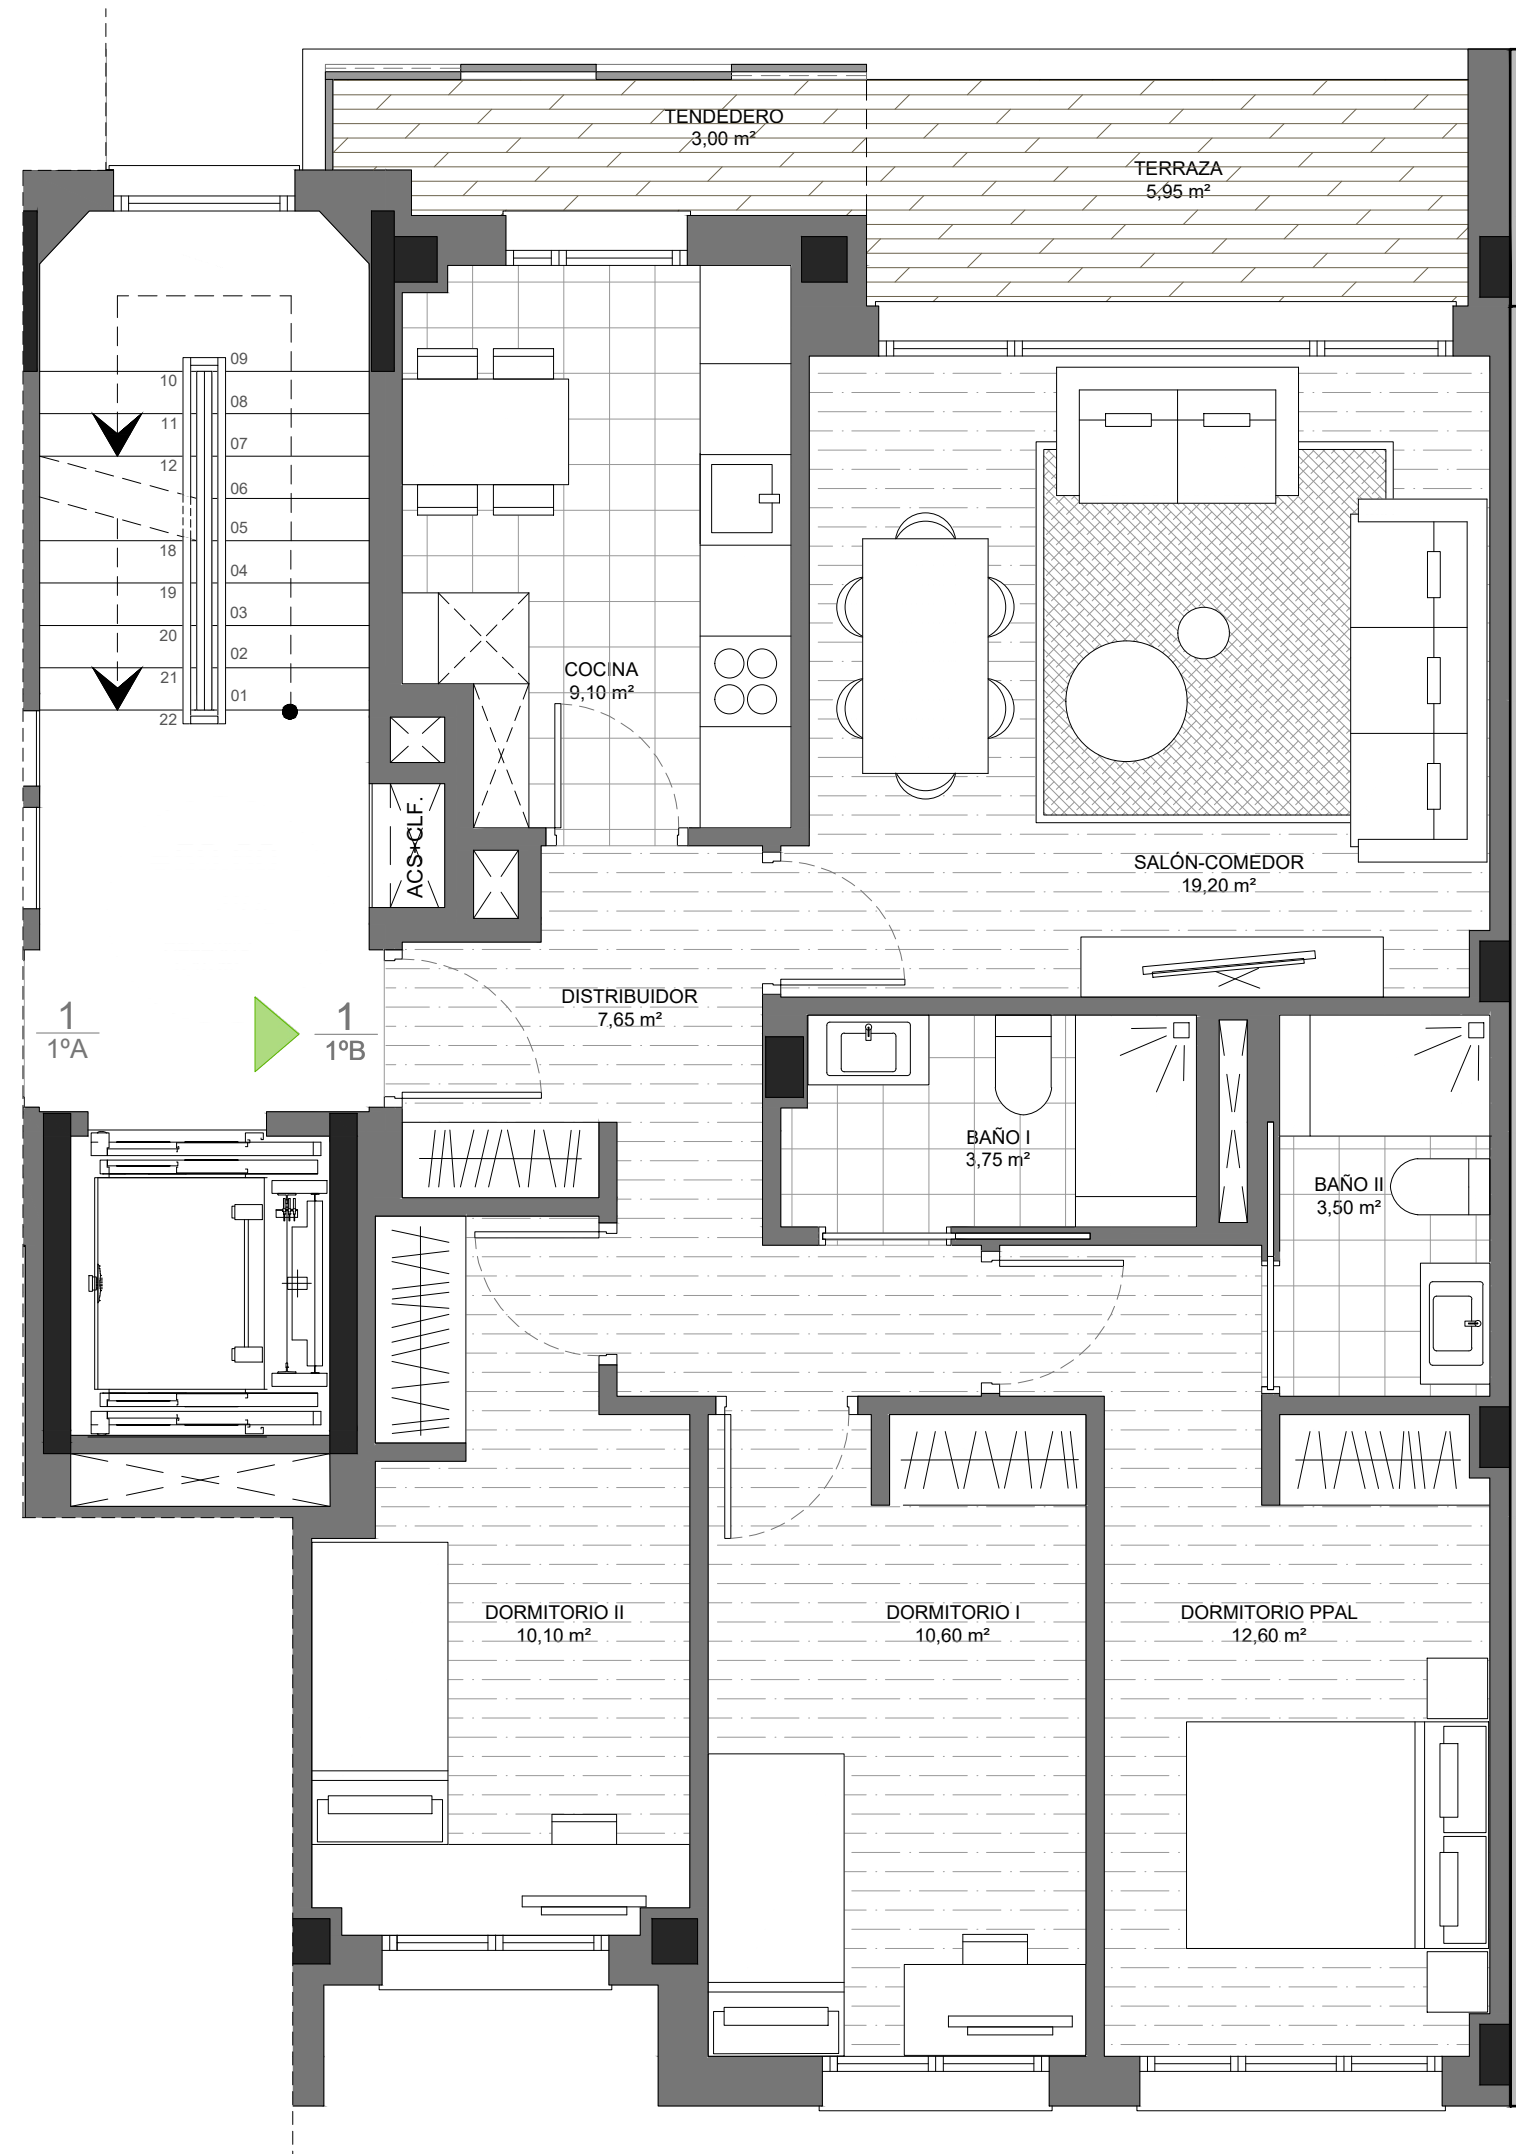 TENDEDERO
3,00 m²
TERRAZA
5,95 m²
09
10
08
11
07
12
06
05
18
04
19
03
20
02
21
01
22
COCINA
9,10 m²
ACS+CLF.
SALÓN-COMEDOR
19,20 m²
DISTRIBUIDOR
7,65 m²
1
1ºA
1
1ºB
BAÑO I
3,75 m²
BAÑO II
3,50 m²
DORMITORIO II
10,10 m²
DORMITORIO I
10,60 m²
DORMITORIO PPAL
12,60 m²